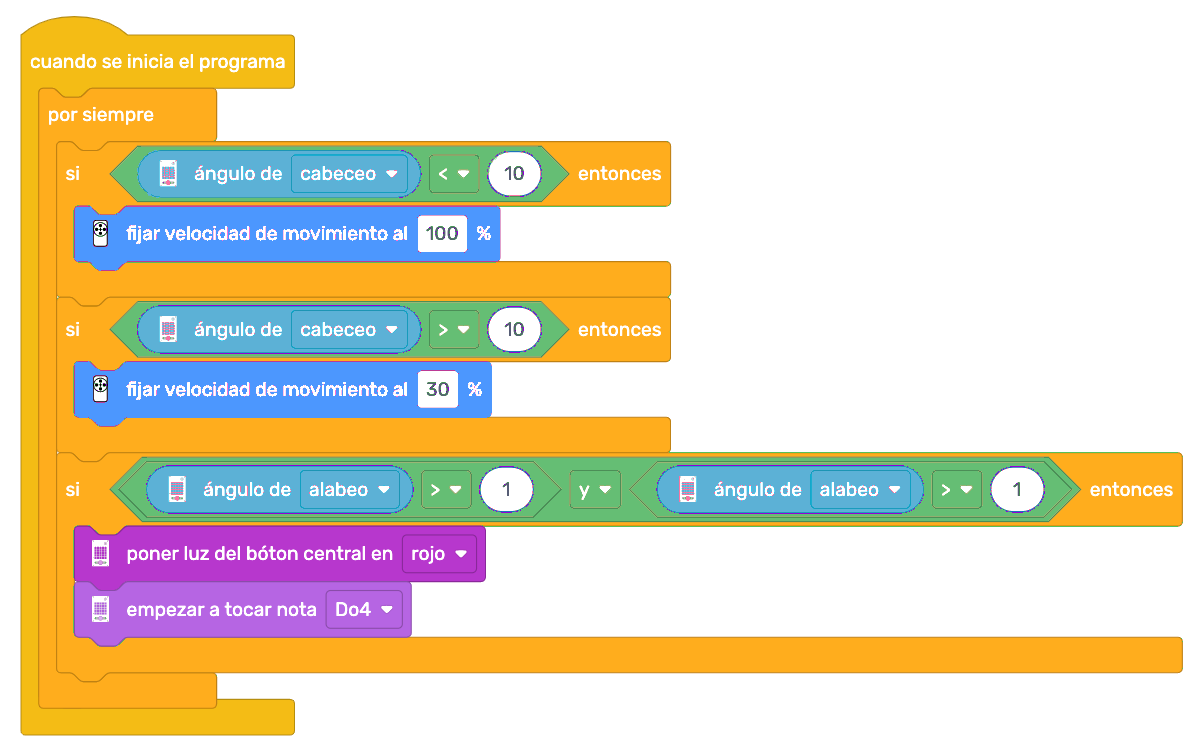 cuando se inicia el programa
por siempre
si ángulo de cabeceo < 10 entonces
fijar velocidad de movimiento al 100 %
si ángulo de cabeceo > 10 entonces
fijar velocidad de movimiento al 30 %
si ángulo de alabeo > 1 y ángulo de alabeo > 1 entonces
poner luz del bóton central en rojo
empezar a tocar nota Do4